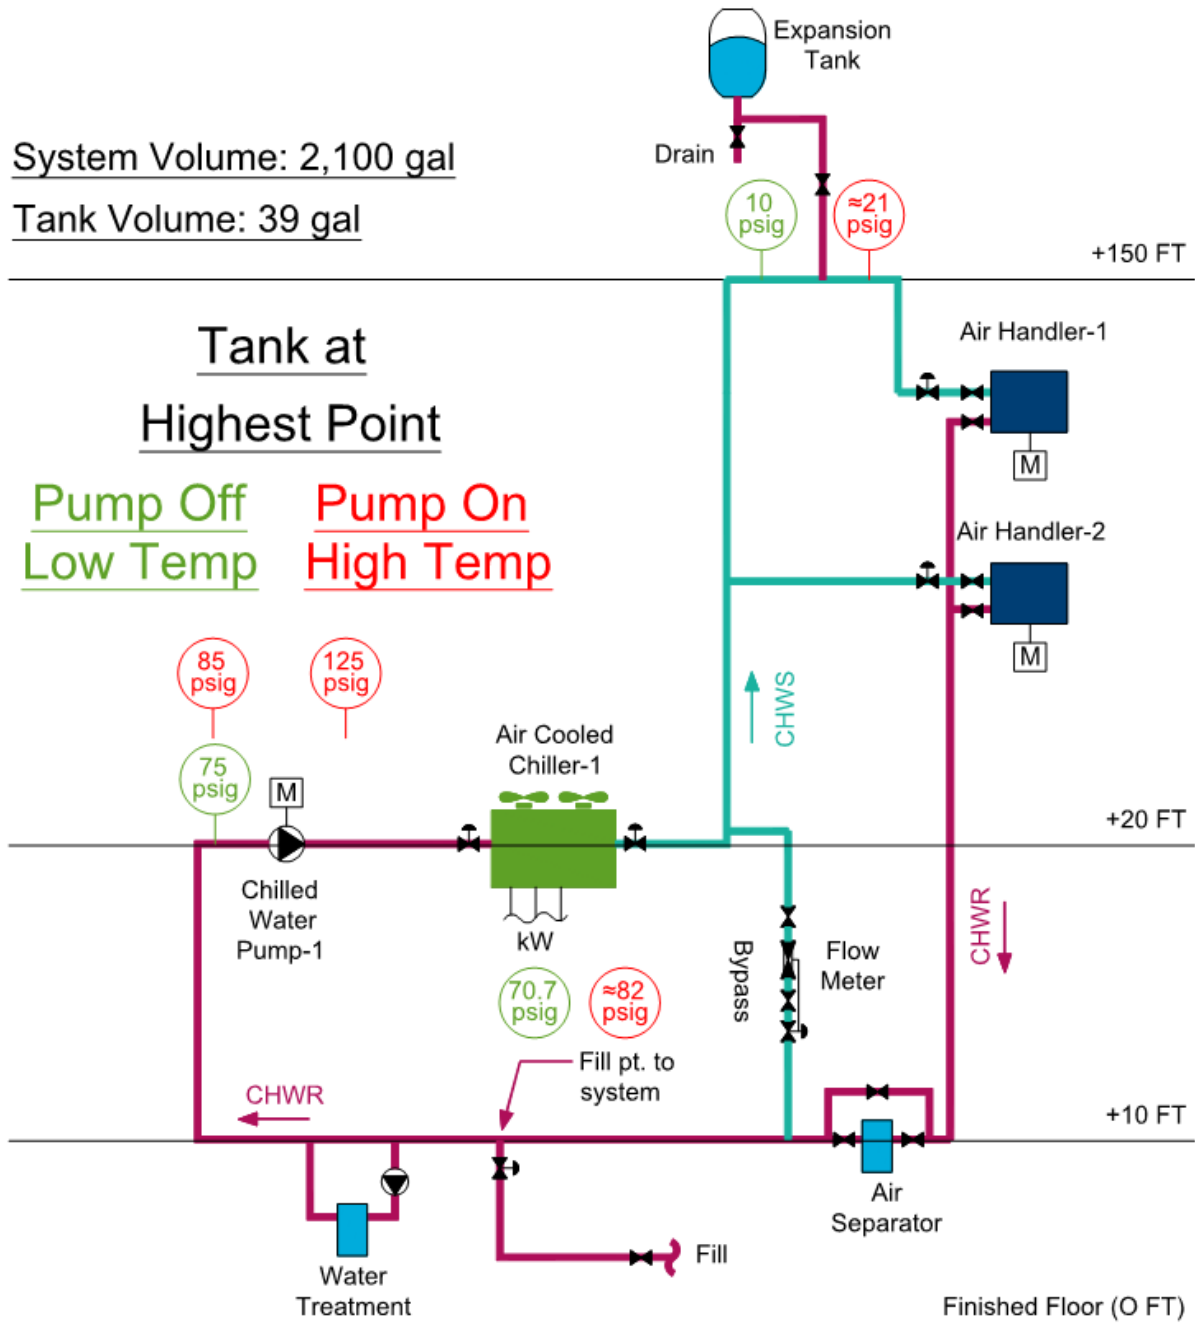 Expansion
Tank
System Volume: 2,100 gal
Drain
Tank Volume: 39 gal
10
psig
≈21
psig
+150 FT
Tank at
Highest Point
Air Handler-1
M
Pump Off
Low Temp
Pump On
High Temp
Air Handler-2
M
85
psig
125
psig
75
psig
CHWS
Air Cooled
Chiller-1
M
+20 FT
Chilled
Water
Pump-1
kW
Bypass
Flow
Meter
CHWR
70.7
psig
≈82
psig
Fill pt. to
system
CHWR
+10 FT
Air
Separator
Fill
Water
Treatment
Finished Floor (O FT)